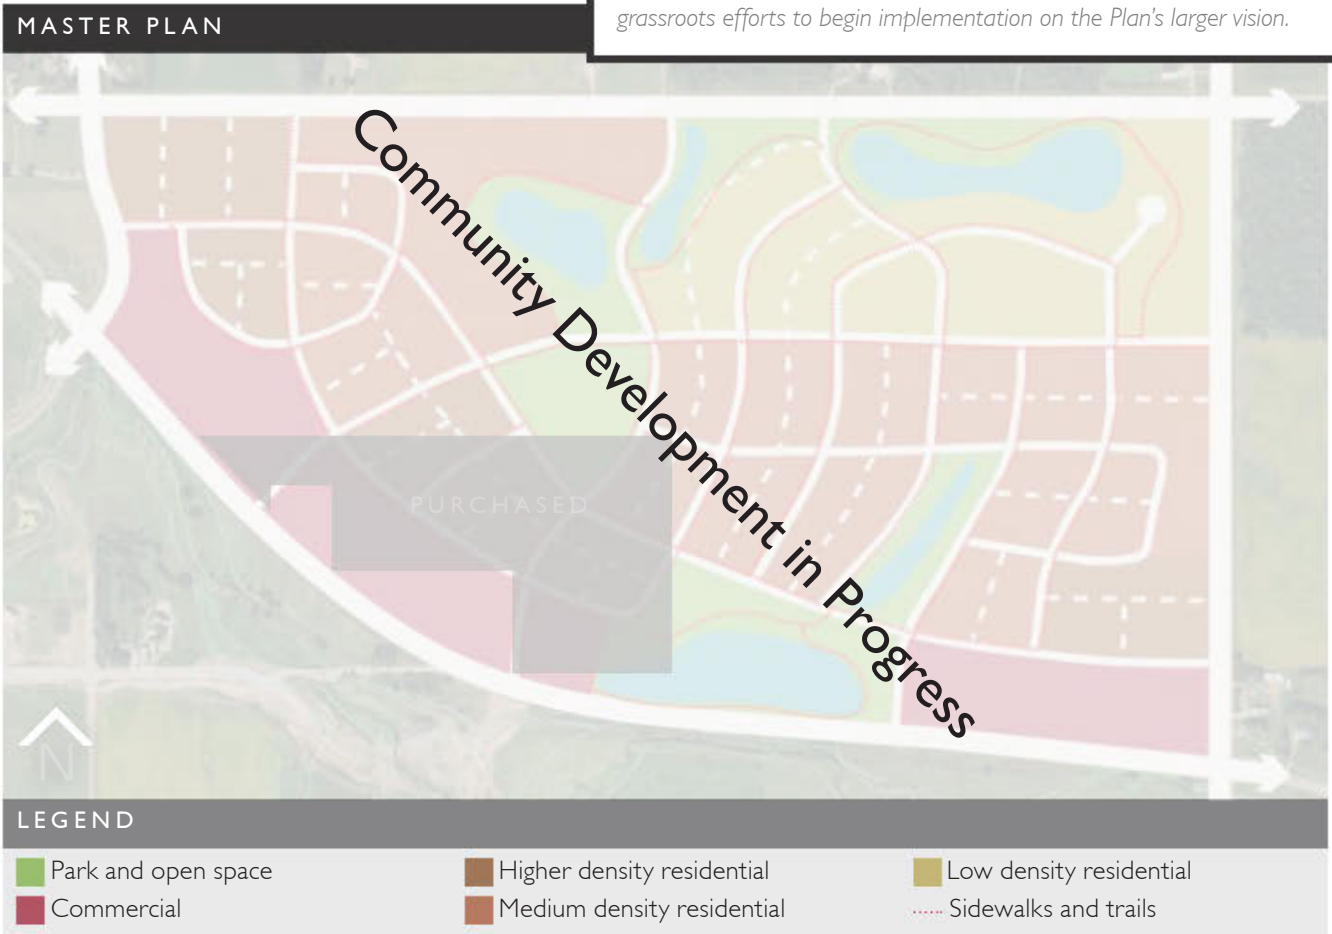 grassroots efforts to begin implementation on the Plan's larger vision.
MASTER PLAN
Community Development in Progress
PURCHASED
N
LEGEND
Park and open space
Higher density residential
Low density residential
Commercial
Medium density residential
Sidewalks and trails